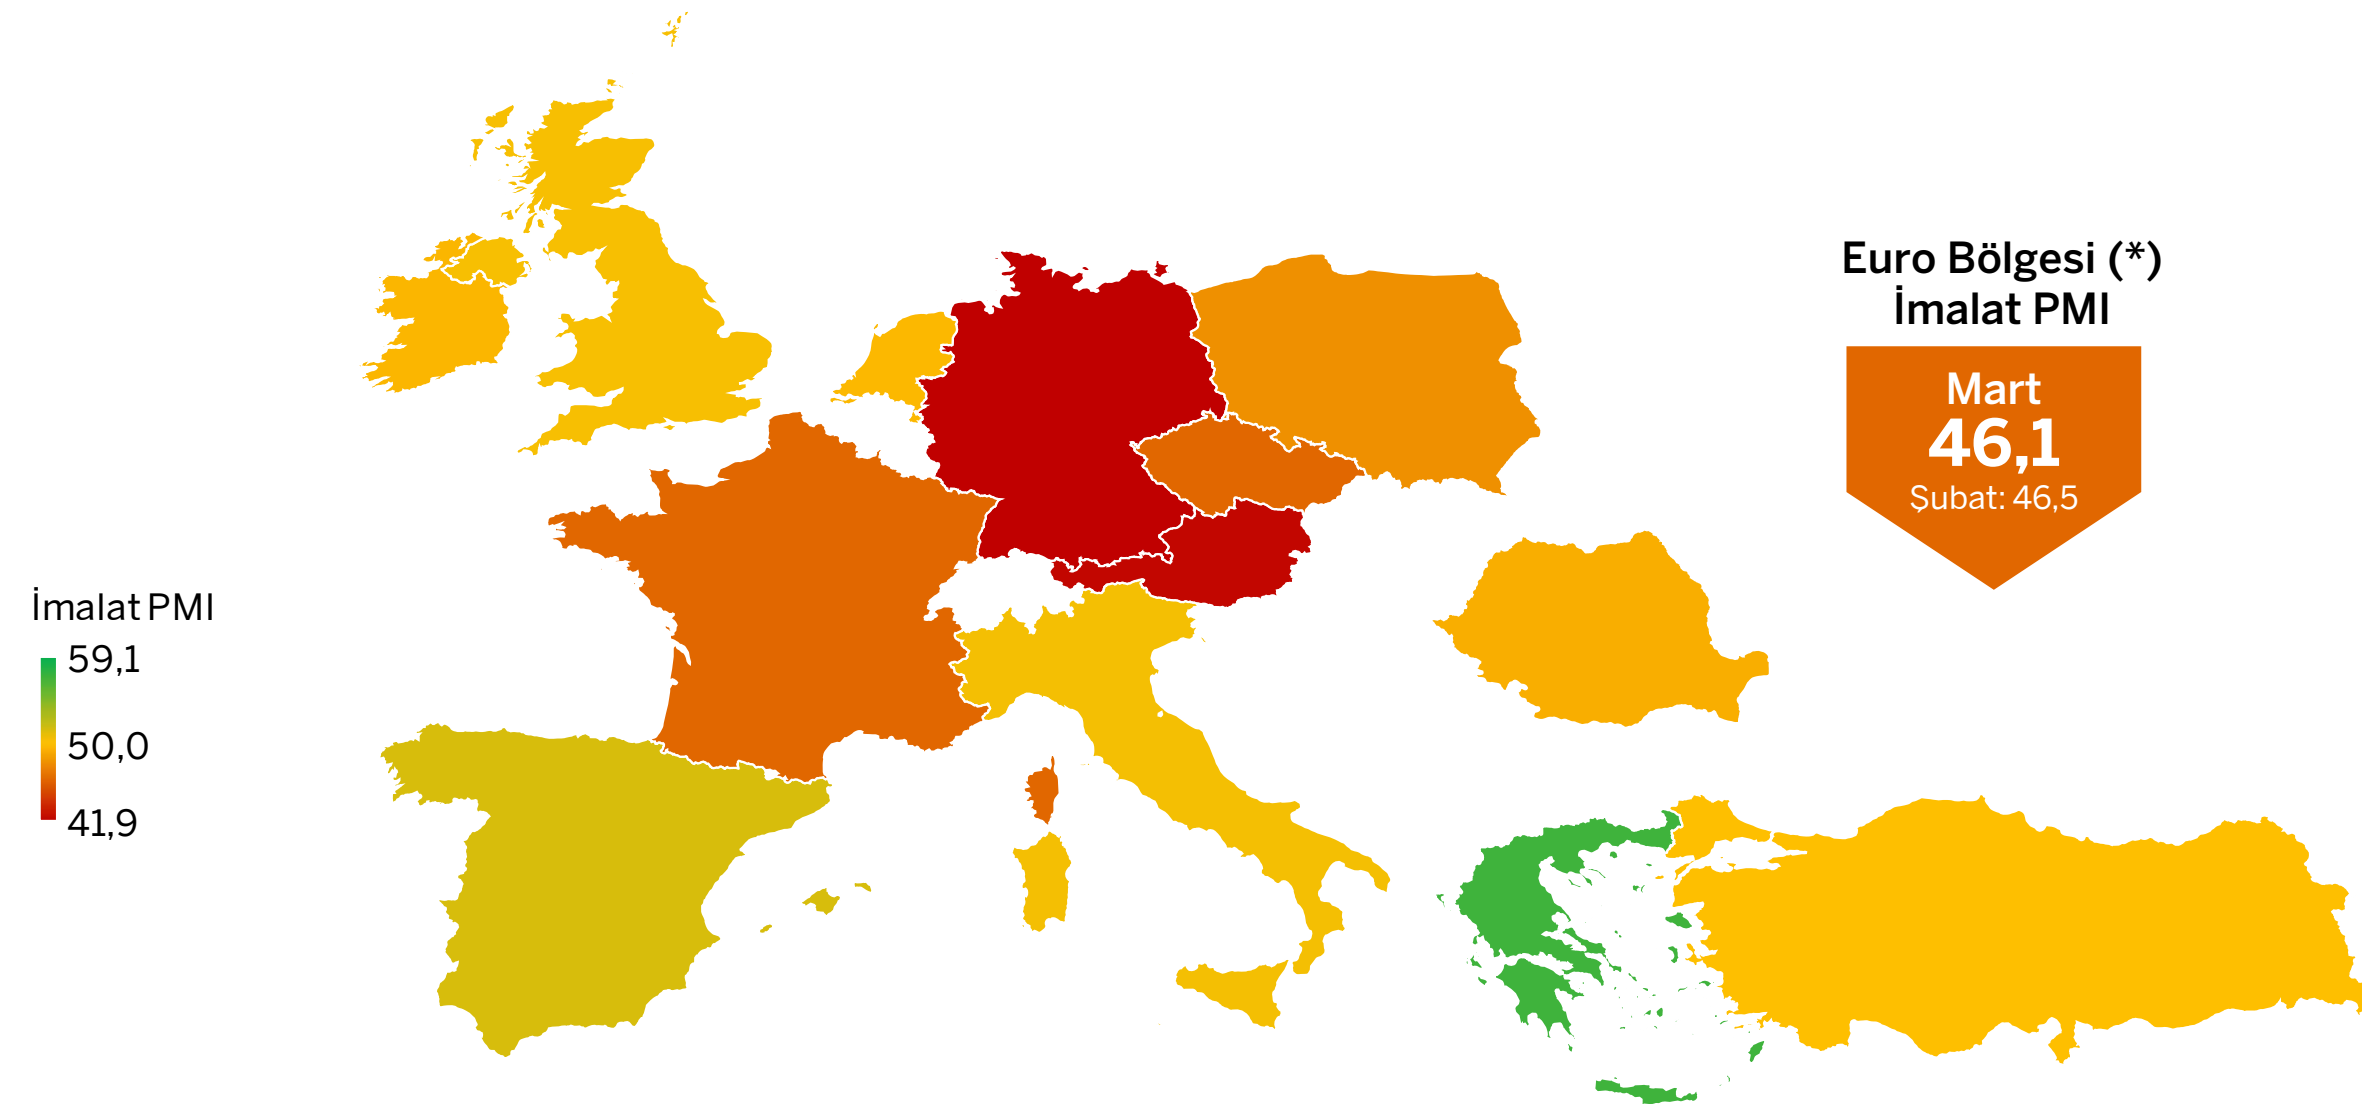 Euro Bölgesi (*)
İmalat PMI
Mart
46,1
Şubat: 46,5
İmalat PMI
59,1
50,0
41,9